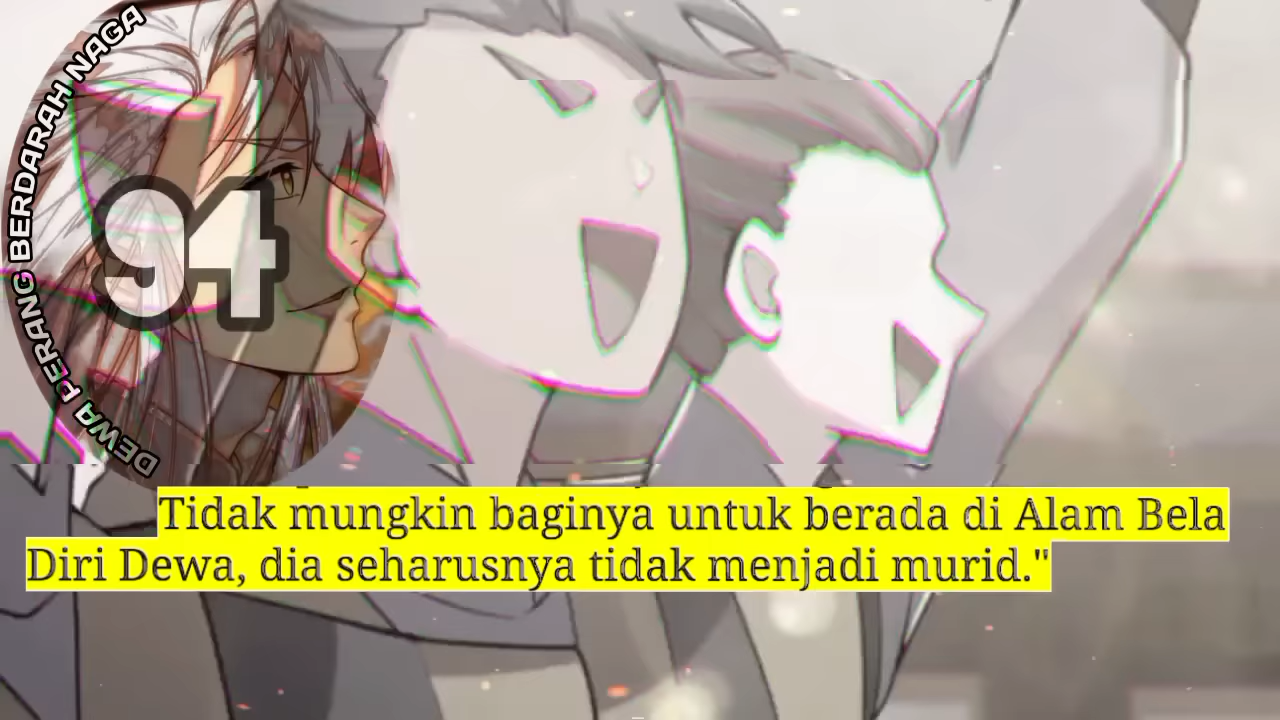 DEWA PERANG BERDARAH NAGA
94
Tidak mungkin baginya untuk berada di Alam Bela
Diri Dewa, dia seharusnya tidak menjadi murid."